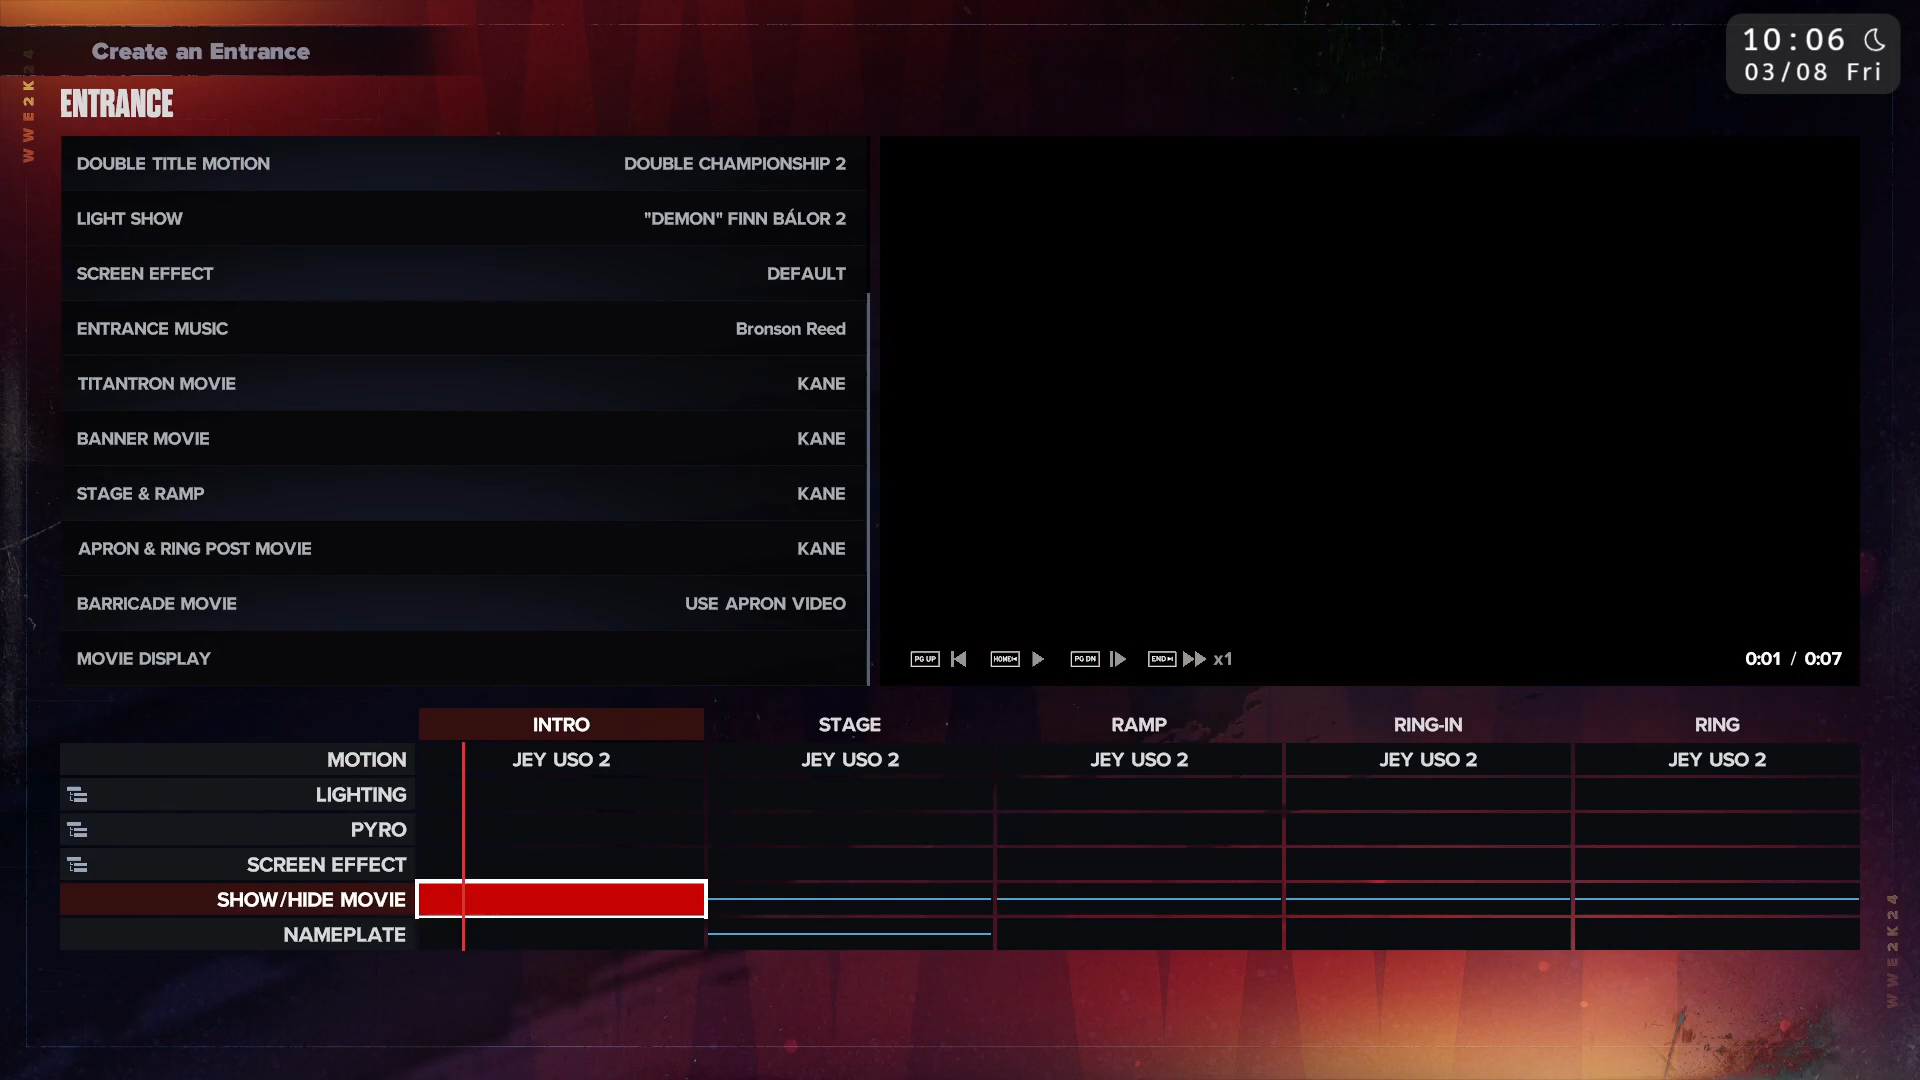 Create an Entrance
10:06
03/08 Fri
WWE2K24
ENTRANCE
DOUBLE TITLE MOTION DOUBLE CHAMPIONSHIP 2
LIGHT SHOW "DEMON" FINN BÁLOR 2
SCREEN EFFECT DEFAULT
ENTRANCE MUSIC Bronson Reed
TITANTRON MOVIE KANE
BANNER MOVIE KANE
STAGE & RAMP KANE
APRON & RING POST MOVIE KANE
BARRICADE MOVIE USE APRON VIDEO
MOVIE DISPLAY
PG UP HOME PG DN END x1 0:01 / 0:07
INTRO STAGE RAMP RING-IN RING
MOTION JEY USO 2 JEY USO 2 JEY USO 2 JEY USO 2 JEY USO 2
LIGHTING
PYRO
SCREEN EFFECT
SHOW/HIDE MOVIE
NAMEPLATE
WWE2K24